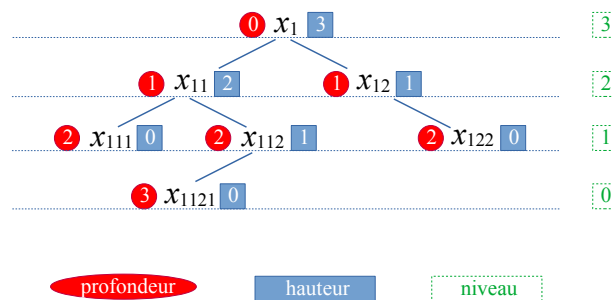 0 x1 3 3
1 x11 2 1 x12 1 2
2 x111 0 2 x112 1 2 x122 0 1
3 x1121 0 0
profondeur hauteur niveau